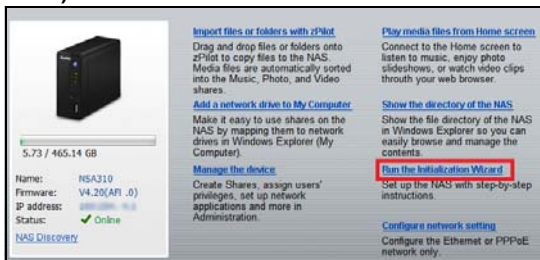 5.73 / 465.14 GB
Name: NSA310
Firmware: V4.20(AFI .0)
IP address:
Status: Online
NAS Discovery
Import files or folders with zPilot
Drag and drop files or folders onto
zPilot to copy files to the NAS.
Media files are automatically sorted
into the Music, Photo, and Video
shares.
Add a network drive to My Computer
Make it easy to use shares on the
NAS by mapping them to network
drives in Windows Explorer (My
Computer).
Manage the device
Create Shares, assign users'
privileges, set up network
applications and more in
Administration.
Play media files from Home screen
Connect to the Home screen to
listen to music, enjoy photo
slideshows, or watch video clips
throuth your web browser.
Show the directory of the NAS
Show the file directory of the NAS
in Windows Explorer so you can
easily browse and manage the
contents.
Run the Initialization Wizard
Set up the NAS with step-by-step
instructions.
Configure network setting
Configure the Ethernet or PPPoE
network only.